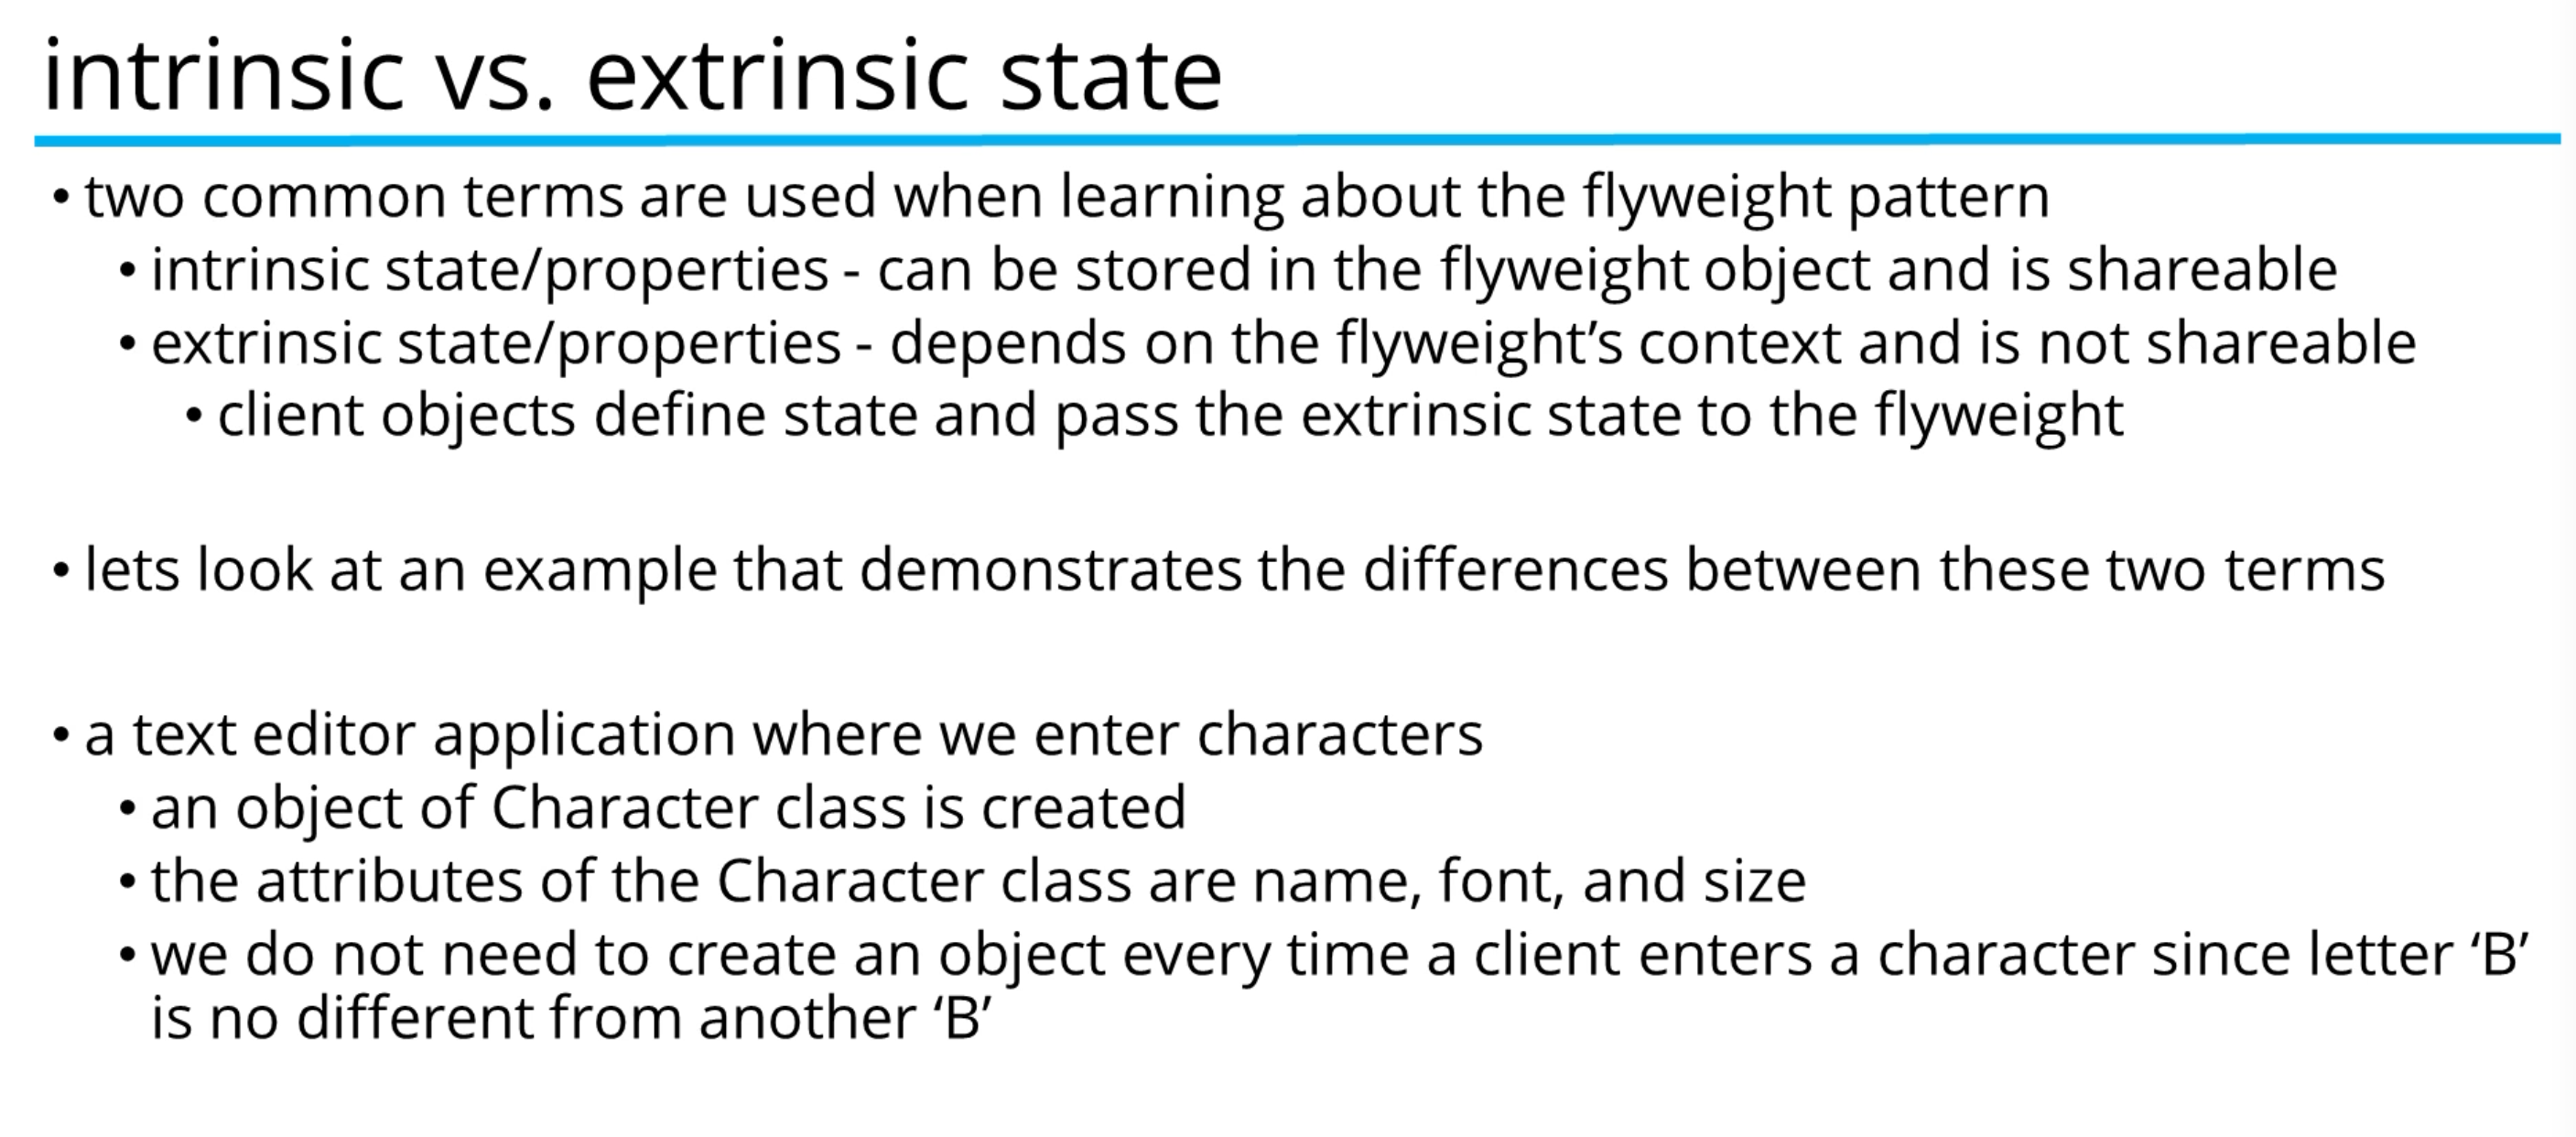 intrinsic vs. extrinsic state
• two common terms are used when learning about the flyweight pattern
• intrinsic state/properties - can be stored in the flyweight object and is shareable
• extrinsic state/properties - depends on the flyweight’s context and is not shareable
• client objects define state and pass the extrinsic state to the flyweight
• lets look at an example that demonstrates the differences between these two terms
• a text editor application where we enter characters
• an object of Character class is created
• the attributes of the Character class are name, font, and size
• we do not need to create an object every time a client enters a character since letter ‘B’
is no different from another ‘B’